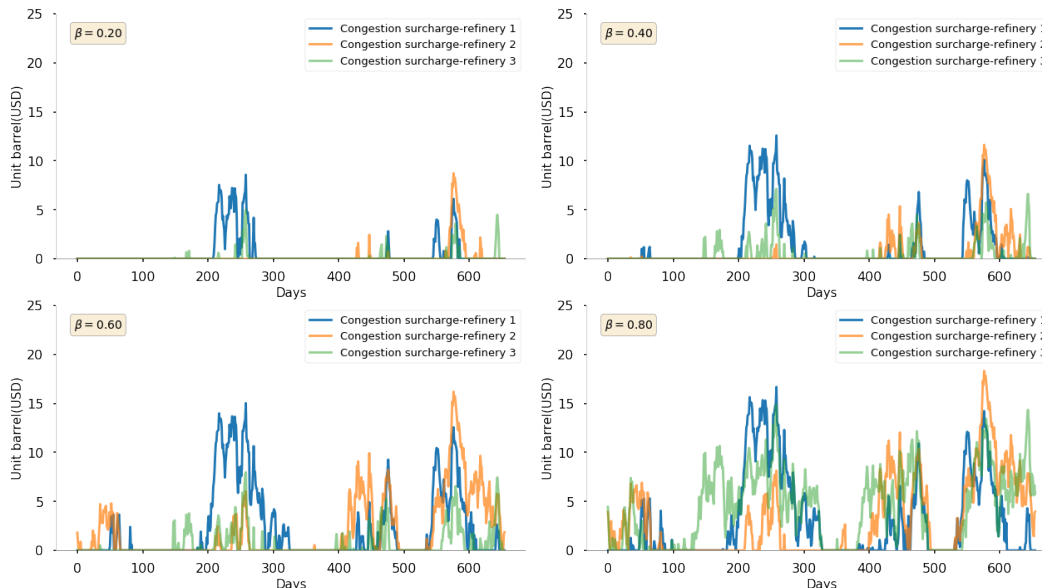 25
20
15
10
5
0
Unit barrel(USD)
β = 0.20
Congestion surcharge-refinery 1
Congestion surcharge-refinery 2
Congestion surcharge-refinery 3
0 100 200 300 400 500 600
Days
25
20
15
10
5
0
Unit barrel(USD)
β = 0.40
Congestion surcharge-refinery 1
Congestion surcharge-refinery 2
Congestion surcharge-refinery 3
0 100 200 300 400 500 600
Days
25
20
15
10
5
0
Unit barrel(USD)
β = 0.60
Congestion surcharge-refinery 1
Congestion surcharge-refinery 2
Congestion surcharge-refinery 3
0 100 200 300 400 500 600
Days
25
20
15
10
5
0
Unit barrel(USD)
β = 0.80
Congestion surcharge-refinery 1
Congestion surcharge-refinery 2
Congestion surcharge-refinery 3
0 100 200 300 400 500 600
Days